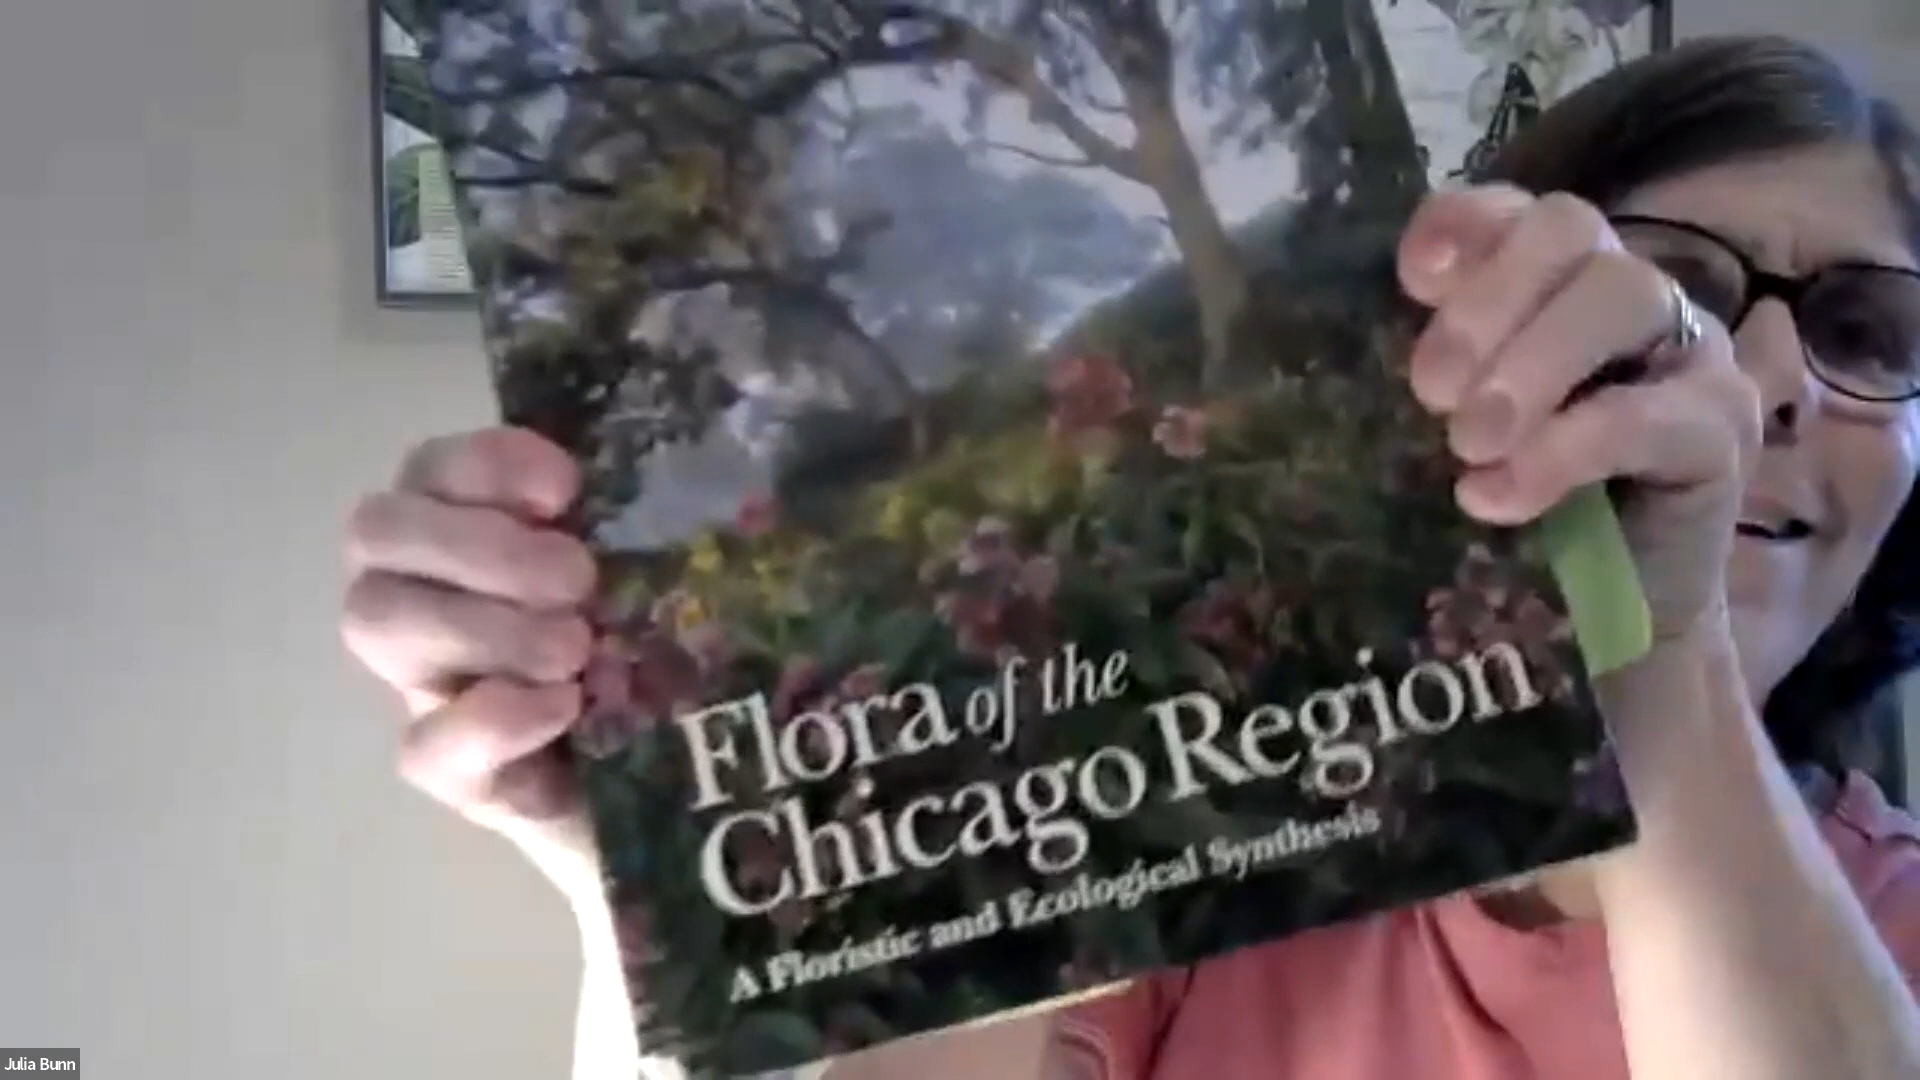 Flora of the
Chicago Region
A Floristic and Ecological Synthesis
Julia Bunn